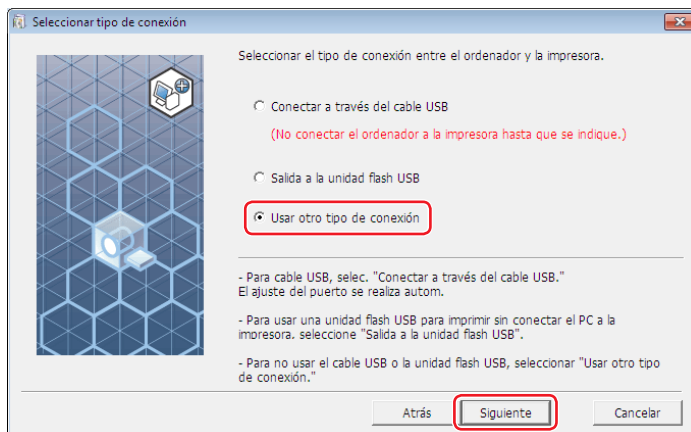 Seleccionar tipo de conexión
Seleccionar el tipo de conexión entre el ordenador y la impresora.
Conectar a través del cable USB
(No conectar el ordenador a la impresora hasta que se indique.)
Salida a la unidad flash USB
Usar otro tipo de conexión
- Para cable USB, selec. "Conectar a través del cable USB."
El ajuste del puerto se realiza autom.
- Para usar una unidad flash USB para imprimir sin conectar el PC a la
impresora. seleccione "Salida a la unidad flash USB".
- Para no usar el cable USB o la unidad flash USB, seleccionar "Usar otro tipo
de conexión."
Atrás
Siguiente
Cancelar